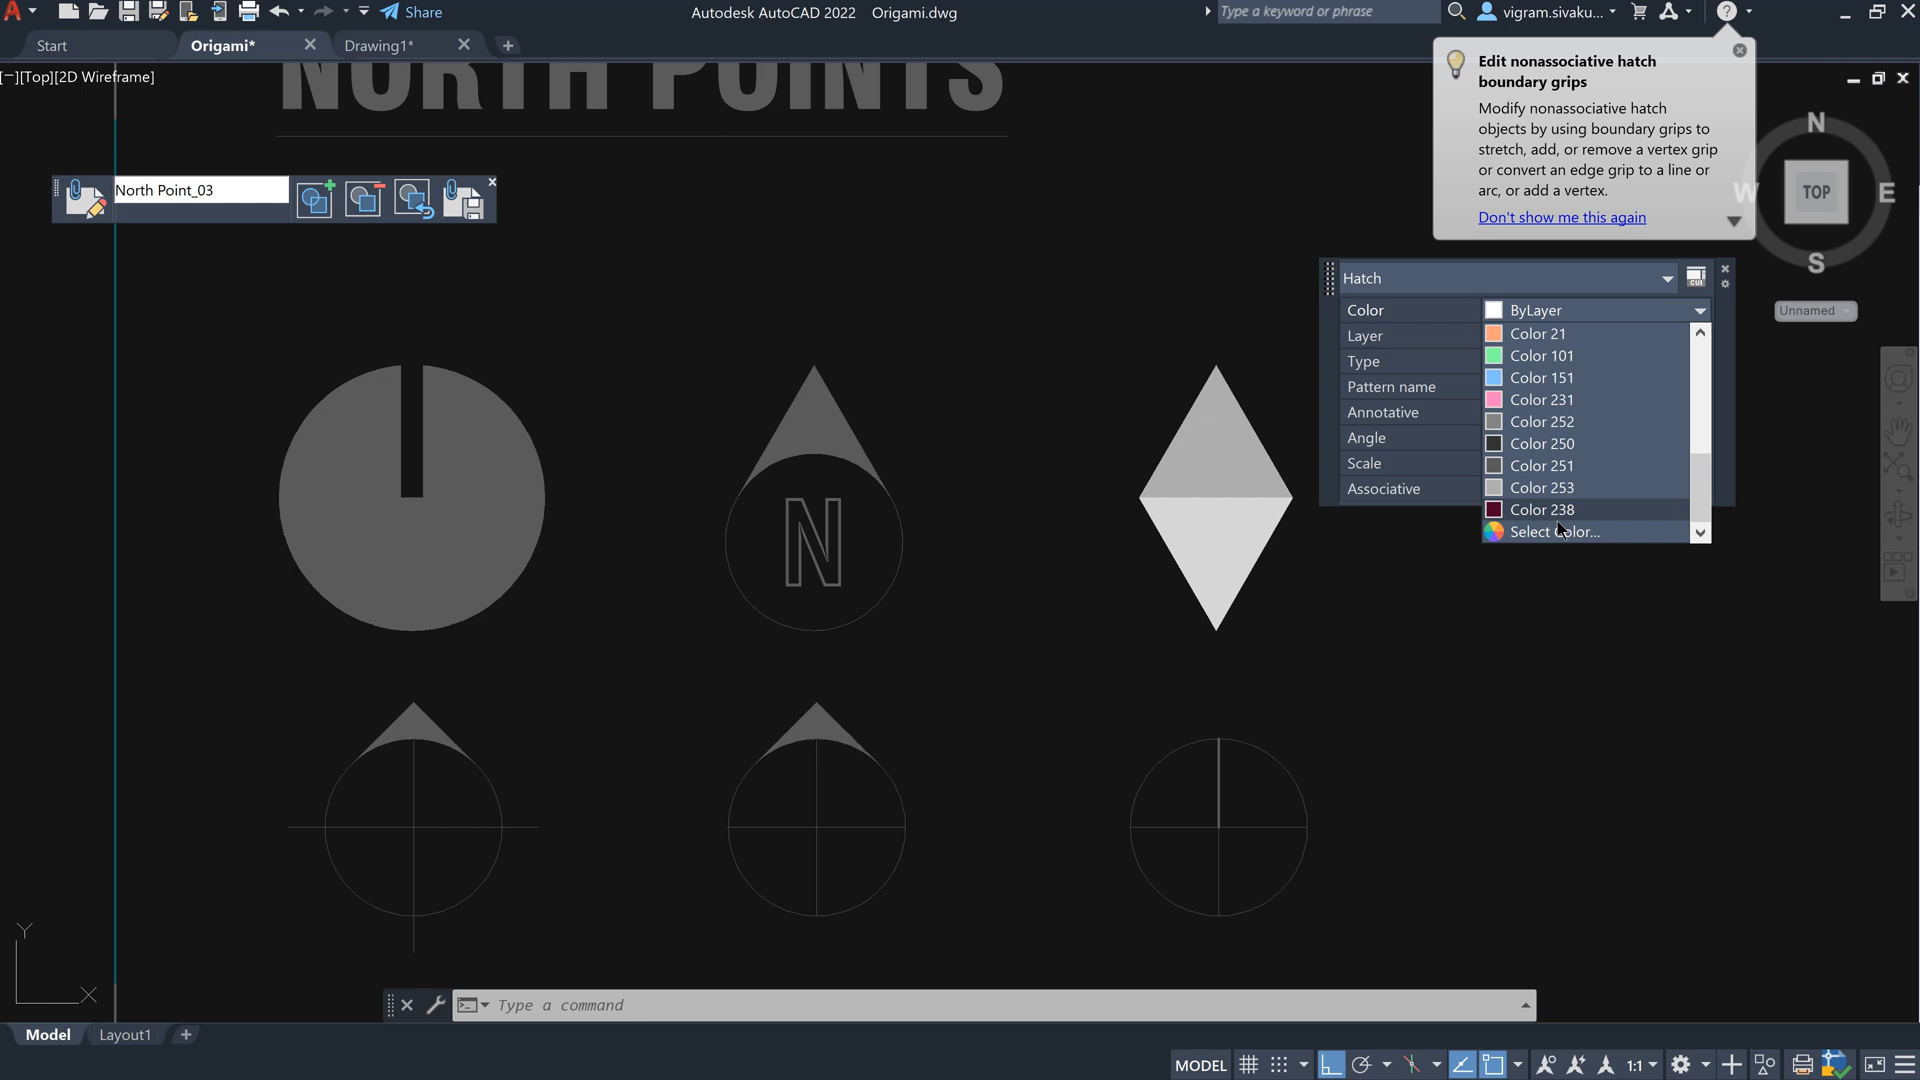 Share
Autodesk AutoCAD 2022 Origami.dwg
Type a keyword or phrase
vigram.sivaku...
Start
Origami*
Drawing1*
[−][Top][2D Wireframe]
NORTH POINTS
Edit nonassociative hatch
boundary grips
Modify nonassociative hatch
objects by using boundary grips to
stretch, add, or remove a vertex grip
or convert an edge grip to a line or
arc, or add a vertex.
Don't show me this again
N
W
TOP
E
S
Unnamed
North Point_03
Hatch
CUI
Color
ByLayer
Layer
Type
Pattern name
Annotative
Angle
Scale
Associative
Color 21
Color 101
Color 151
Color 231
Color 252
Color 250
Color 251
Color 253
Color 238
Select Color...
N
Y
X
Type a command
Model
Layout1
MODEL
1:1